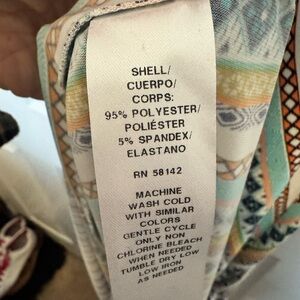 SHELL/
CUERPO/
CORPS:
95% POLYESTER/
POLIÉSTER
5% SPANDEX/
ELASTANO
RN 58142
MACHINE
WASH COLD
WITH SIMILAR
COLORS
GENTLE CYCLE
ONLY NON
CHLORINE BLEACH
WHEN NEEDED
TUMBLE DRY LOW
LOW IRON
AS NEEDED